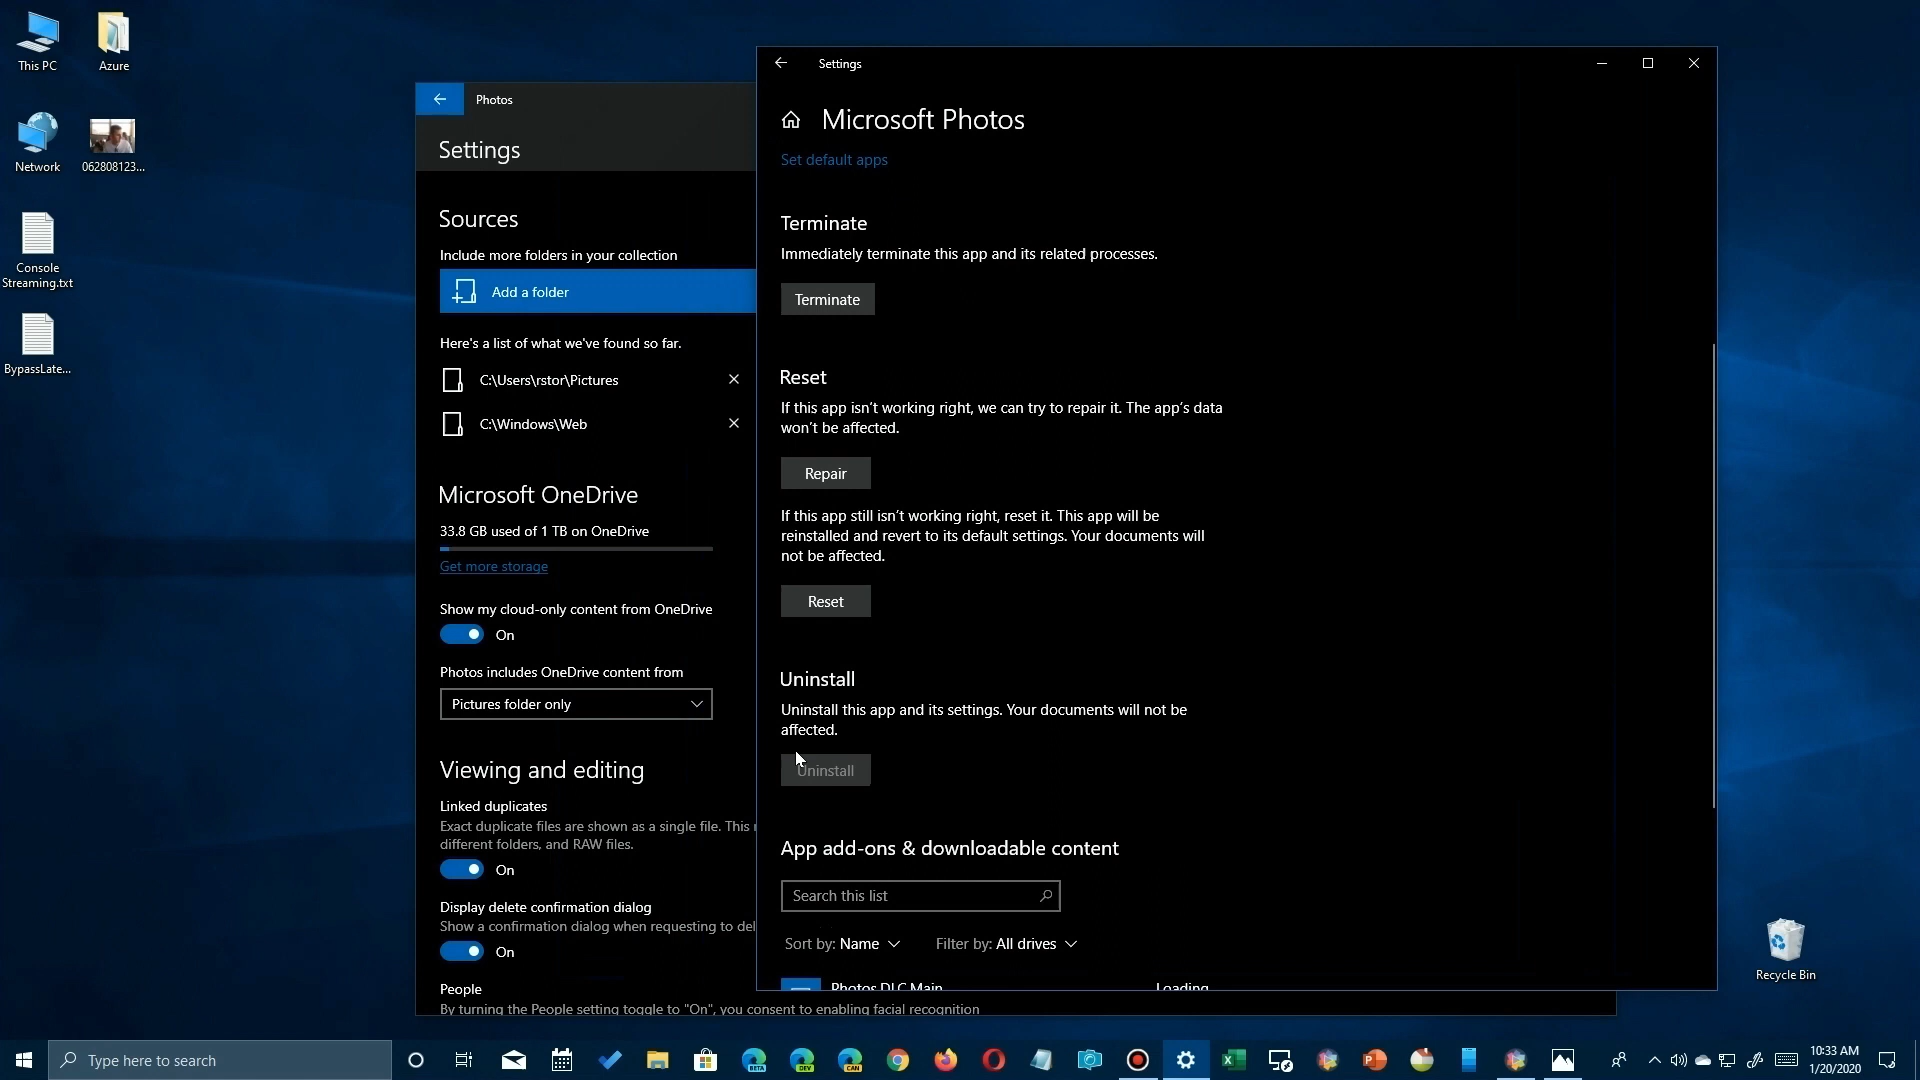 This PC
Azure
Network
062808123...
Console
Streaming.txt
BypassLate...
Photos
Settings
Sources
Include more folders in your collection
Add a folder
Here's a list of what we've found so far.
C:\Users\rstor\Pictures
C:\Windows\Web
Microsoft OneDrive
33.8 GB used of 1 TB on OneDrive
Get more storage
Show my cloud-only content from OneDrive
On
Photos includes OneDrive content from
Pictures folder only
Viewing and editing
Linked duplicates
Exact duplicate files are shown as a single file. This
different folders, and RAW files.
On
Display delete confirmation dialog
Show a confirmation dialog when requesting to del
On
People
By turning the People setting toggle to "On", you consent to enabling facial recognition
Settings
Microsoft Photos
Set default apps
Terminate
Immediately terminate this app and its related processes.
Terminate
Reset
If this app isn't working right, we can try to repair it. The app's data
won't be affected.
Repair
If this app still isn't working right, reset it. This app will be
reinstalled and revert to its default settings. Your documents will
not be affected.
Reset
Uninstall
Uninstall this app and its settings. Your documents will not be
affected.
Uninstall
App add-ons & downloadable content
Search this list
Sort by: Name
Filter by: All drives
Photos DLC Main
Loading
Recycle Bin
Type here to search
BETA
DEV
CAN
10:33 AM
1/20/2020